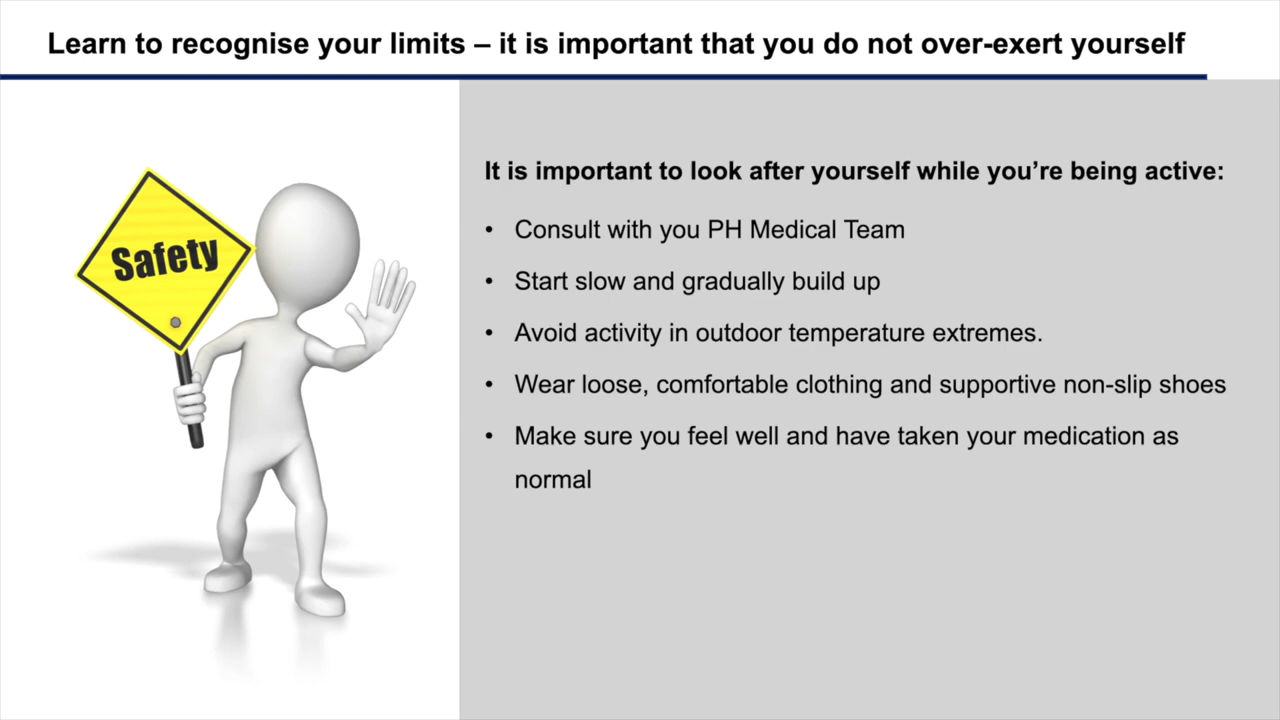 Learn to recognise your limits – it is important that you do not over-exert yourself
Safety
It is important to look after yourself while you’re being active:
• Consult with you PH Medical Team
• Start slow and gradually build up
• Avoid activity in outdoor temperature extremes.
• Wear loose, comfortable clothing and supportive non-slip shoes
• Make sure you feel well and have taken your medication as
normal